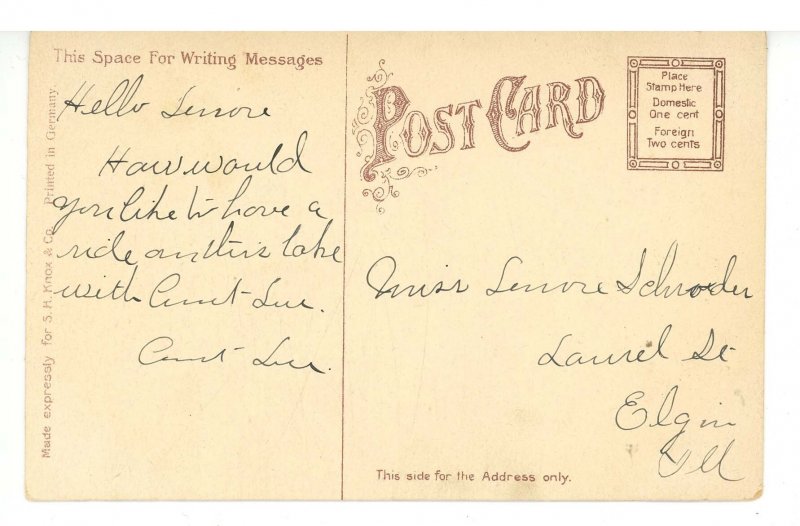 This Space For Writing Messages
Hello Lenore
How would
you like to have a
ride on this lake
with Aunt Lue.
Aunt Lue.
Made expressly for S. H. Knox & Co. Printed in Germany.
POST CARD
Place
Stamp Here
Domestic
One cent
Foreign
Two cents
Miss Lenore Schroder
Laurel St
Elgin
Ill
This side for the Address only.